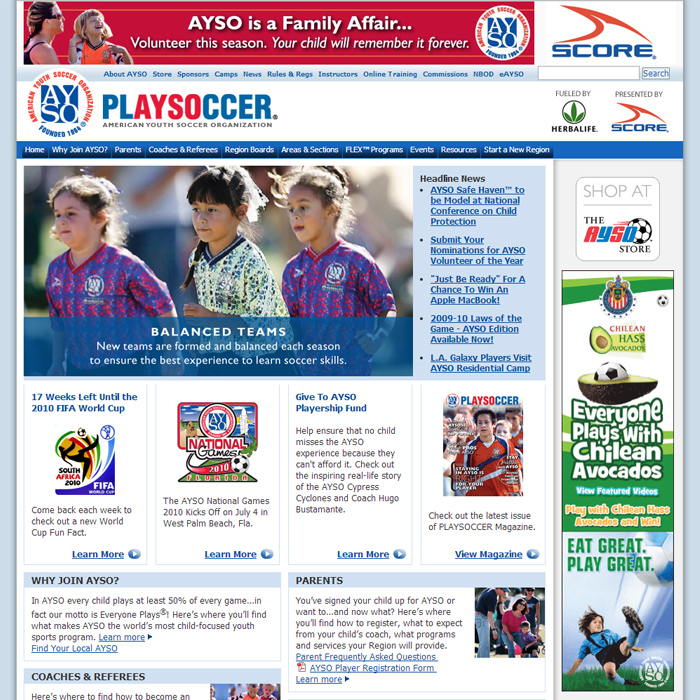 AYSO is a Family Affair...
Volunteer this season. Your child will remember it forever.
AMERICAN YOUTH SOCCER ORGANIZATION
AYSO
SCORE®
About AYSO Store Sponsors Camps News Rules & Regs Instructors Online Training Commissions NBOD eAYSO
Search
AMERICAN YOUTH SOCCER ORGANIZATION
AYSO
FOUNDED 1964
PLAYSOCCER®
AMERICAN YOUTH SOCCER ORGANIZATION
FUELED BY
HERBALIFE.
PRESENTED BY
SCORE
Home Why Join AYSO? Parents Coaches & Referees Region Boards Areas & Sections FLEX™ Programs Events Resources Start a New Region
BALANCED TEAMS
New teams are formed and balanced each season
to ensure the best experience to learn soccer skills.
Headline News
AYSO Safe Haven™ to
be Model at National
Conference on Child
Protection
Submit Your
Nominations for AYSO
Volunteer of the Year
"Just Be Ready" For A
Chance To Win An
Apple MacBook!
2009-10 Laws of the
Game - AYSO Edition
Available Now!
L.A. Galaxy Players Visit
AYSO Residential Camp
SHOP AT
THE
AYSO
STORE
CHILEAN
HASS
AVOCADOS
Everyone
Plays With
Chilean
Avocados
View Featured Videos
Play with Chilean Hass
Avocados and Win!
EAT GREAT.
PLAY GREAT.
AYSO
17 Weeks Left Until the
2010 FIFA World Cup
SOUTH AFRICA
2010
FIFA
WORLD CUP
Come back each week to
check out a new World
Cup Fun Fact.
Learn More
AYSO
NATIONAL
Games
2010
FLORIDA
The AYSO National Games
2010 Kicks Off on July 4 in
West Palm Beach, Fla.
Learn More
Give To AYSO
Playership Fund
Help ensure that no child
misses the AYSO
experience because they
can't afford it. Check out
the inspiring real-life story
of the AYSO Cypress
Cyclones and Coach Hugo
Bustamante.
Learn More
PLAYSOCCER
STAYING IN AYSO IS
RIGHT
FOR YOUR PLAYER
Check out the latest issue
of PLAYSOCCER Magazine.
View Magazine
WHY JOIN AYSO?
In AYSO every child plays at least 50% of every game...in
fact our motto is Everyone Plays®! Here's where you'll find
what makes AYSO the world's most child-focused youth
sports program. Learn more
Find Your Local AYSO
PARENTS
You've signed your child up for AYSO or
want to...and now what? Here's where
you'll find how to register, what to expect
from your child's coach, what programs
and services your Region will provide.
Parent Frequently Asked Questions
AYSO Player Registration Form
Learn more
COACHES & REFEREES
Here's where to find how to become an